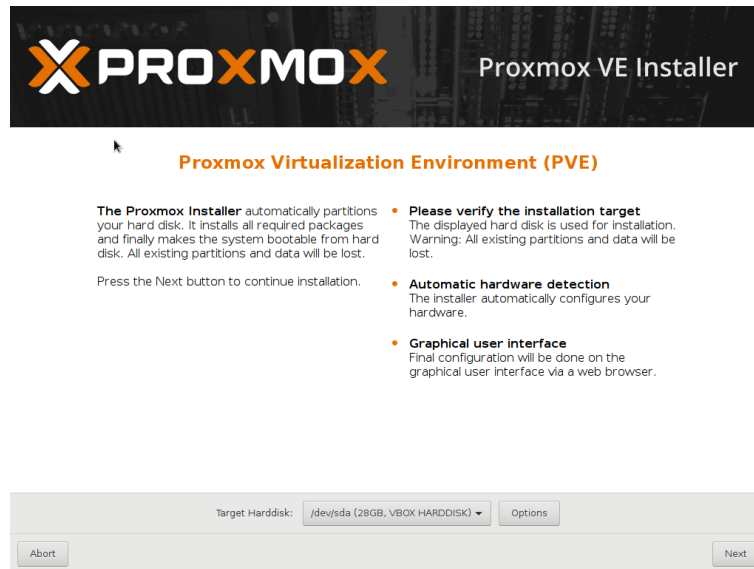 PROXMOX
Proxmox VE Installer
Proxmox Virtualization Environment (PVE)
The Proxmox Installer automatically partitions
your hard disk. It installs all required packages
and finally makes the system bootable from hard
disk. All existing partitions and data will be lost.
Press the Next button to continue installation.
Please verify the installation target
The displayed hard disk is used for installation.
Warning: All existing partitions and data will be
lost.
Automatic hardware detection
The installer automatically configures your
hardware.
Graphical user interface
Final configuration will be done on the
graphical user interface via a web browser.
Target Harddisk:
/dev/sda (28GB, VBOX HARDDISK)
Options
Abort
Next